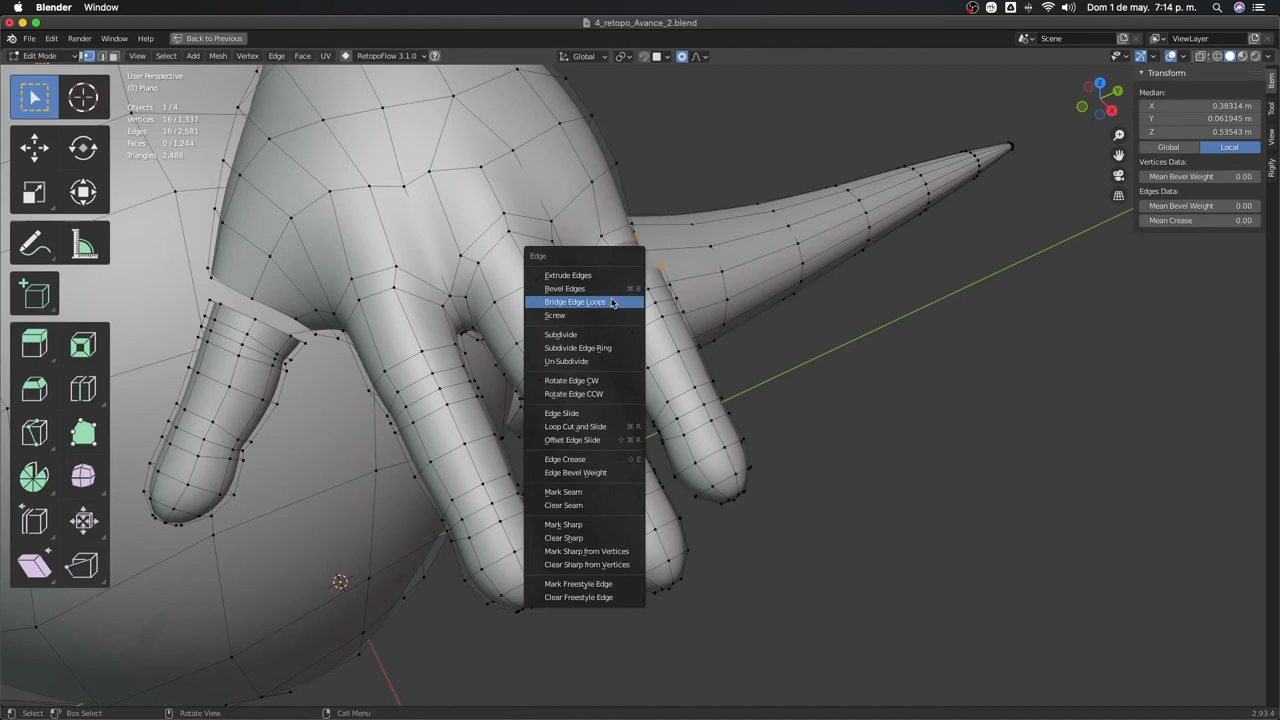 Blender Window
Dom 1 de may. 7:14 p. m.
4_retopo_Avance_2.blend
File Edit Render Window Help Back to Previous
Scene
ViewLayer
Edit Mode View Select Add Mesh Vertex Edge Face UV RetopoFlow 3.1.0
Global
User Perspective
(0) Plano
Objects 1 / 4
Vertices 16 / 1,337
Edges 16 / 2,581
Faces 0 / 1,244
Triangles 2,488
Z
Y
X
Transform
Median:
X 0.38314 m
Y 0.061945 m
Z 0.53543 m
Global Local
Vertices Data:
Mean Bevel Weight 0.00
Edges Data:
Mean Bevel Weight 0.00
Mean Crease 0.00
Item
Tool
View
Rigify
Edge
Extrude Edges
Bevel Edges ⌘ B
Bridge Edge Loops
Screw
Subdivide
Subdivide Edge-Ring
Un-Subdivide
Rotate Edge CW
Rotate Edge CCW
Edge Slide
Loop Cut and Slide ⌘ R
Offset Edge Slide ⇧ ⌘ R
Edge Crease ⇧ E
Edge Bevel Weight
Mark Seam
Clear Seam
Mark Sharp
Clear Sharp
Mark Sharp from Vertices
Clear Sharp from Vertices
Mark Freestyle Edge
Clear Freestyle Edge
Select
Box Select
Rotate View
Call Menu
2.93.4